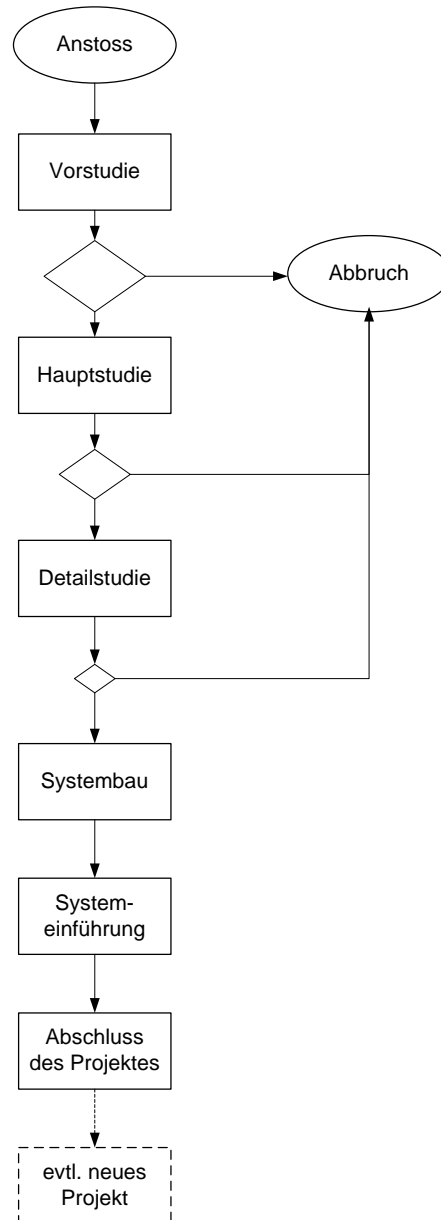 Anstoss
Vorstudie
Abbruch
Hauptstudie
Detailstudie
Systembau
System-
einführung
Abschluss
des Projektes
evtl. neues
Projekt